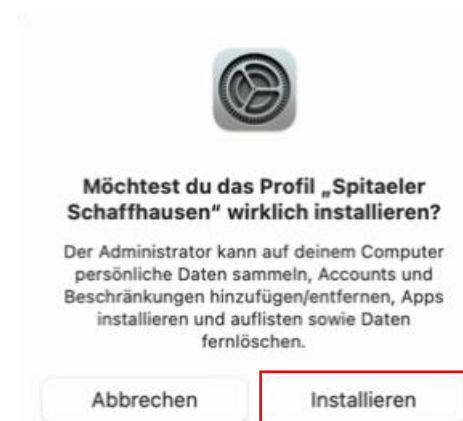 Möchtest du das Profil „Spitaeler
Schaffhausen“ wirklich installieren?
Der Administrator kann auf deinem Computer
persönliche Daten sammeln, Accounts und
Beschränkungen hinzufügen/entfernen, Apps
installieren und auflisten sowie Daten
fernlöschen.
Abbrechen Installieren